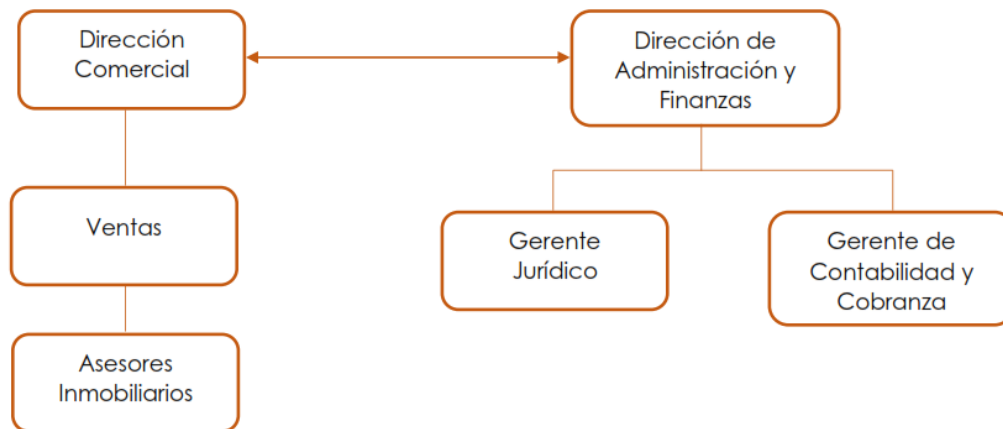 Dirección
Comercial
Dirección de
Administración y
Finanzas
Ventas
Gerente
Jurídico
Gerente de
Contabilidad y
Cobranza
Asesores
Inmobiliarios